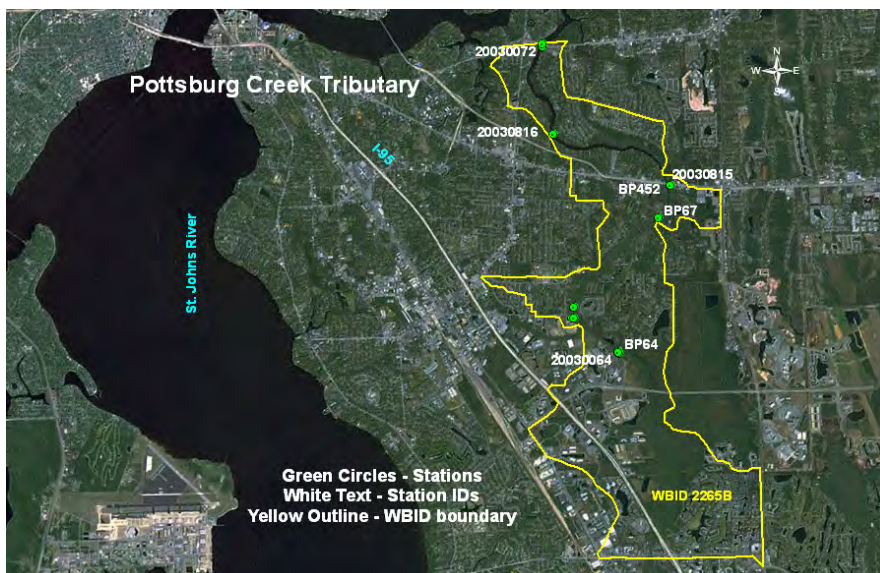 20030072
N
W E
S
Pottsburg Creek Tributary
20030816
I-95
20030815
BP452
BP67
St. Johns River
BP64
20030064
Green Circles - Stations
White Text - Station IDs
Yellow Outline - WBID boundary
WBID 2265B